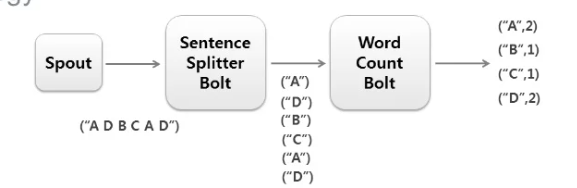 Spout
("A D B C A D")
Sentence
Splitter
Bolt
("A")
("D")
("B")
("C")
("A")
("D")
Word
Count
Bolt
("A",2)
("B",1)
("C",1)
("D",2)